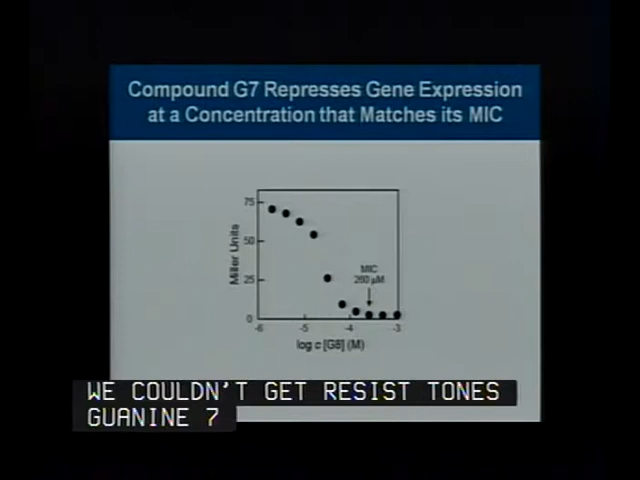 Compound G7 Represses Gene Expression
at a Concentration that Matches its MIC
75
50
25
0
Miller Units
MIC
260 µM
-6
-5
-4
-3
log c [G8] (M)
WE COULDN'T GET RESIST TONES
GUANINE 7